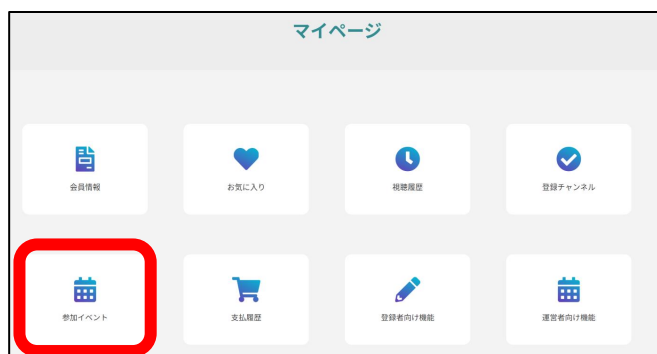 マイページ
会員情報
お気に入り
視聴履歴
登録チャンネル
参加イベント
支払履歴
登録者向け機能
運営者向け機能